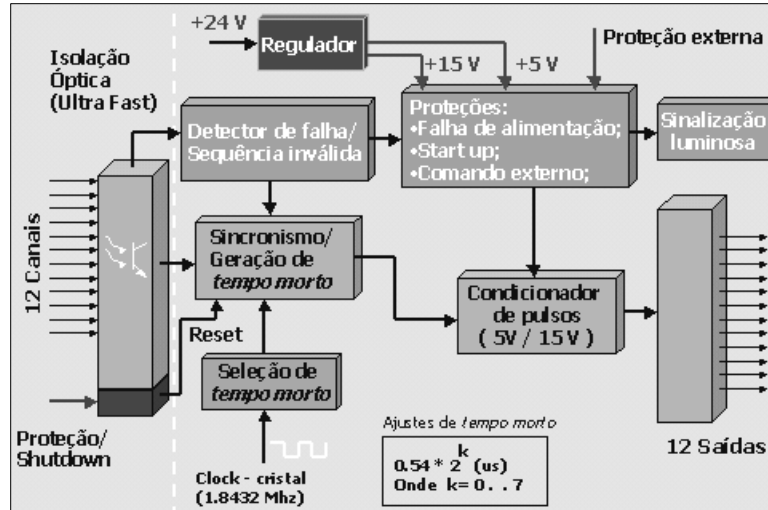 +24 V
Regulador
+15 V
+5 V
Proteção externa
Isolação
Óptica
(Ultra Fast)
Detector de falha/
Sequência inválida
Proteções:
•Falha de alimentação;
•Start up;
•Comando externo;
Sinalização
luminosa
12 Canais
Sincronismo/
Geração de
tempo morto
Condicionador
de pulsos
( 5V / 15 V )
Reset
Seleção de
tempo morto
Proteção/
Shutdown
Clock - cristal
(1.8432 Mhz)
Ajustes de tempo morto
k
0.54 * 2 (us)
Onde k= 0 . . 7
12 Saídas